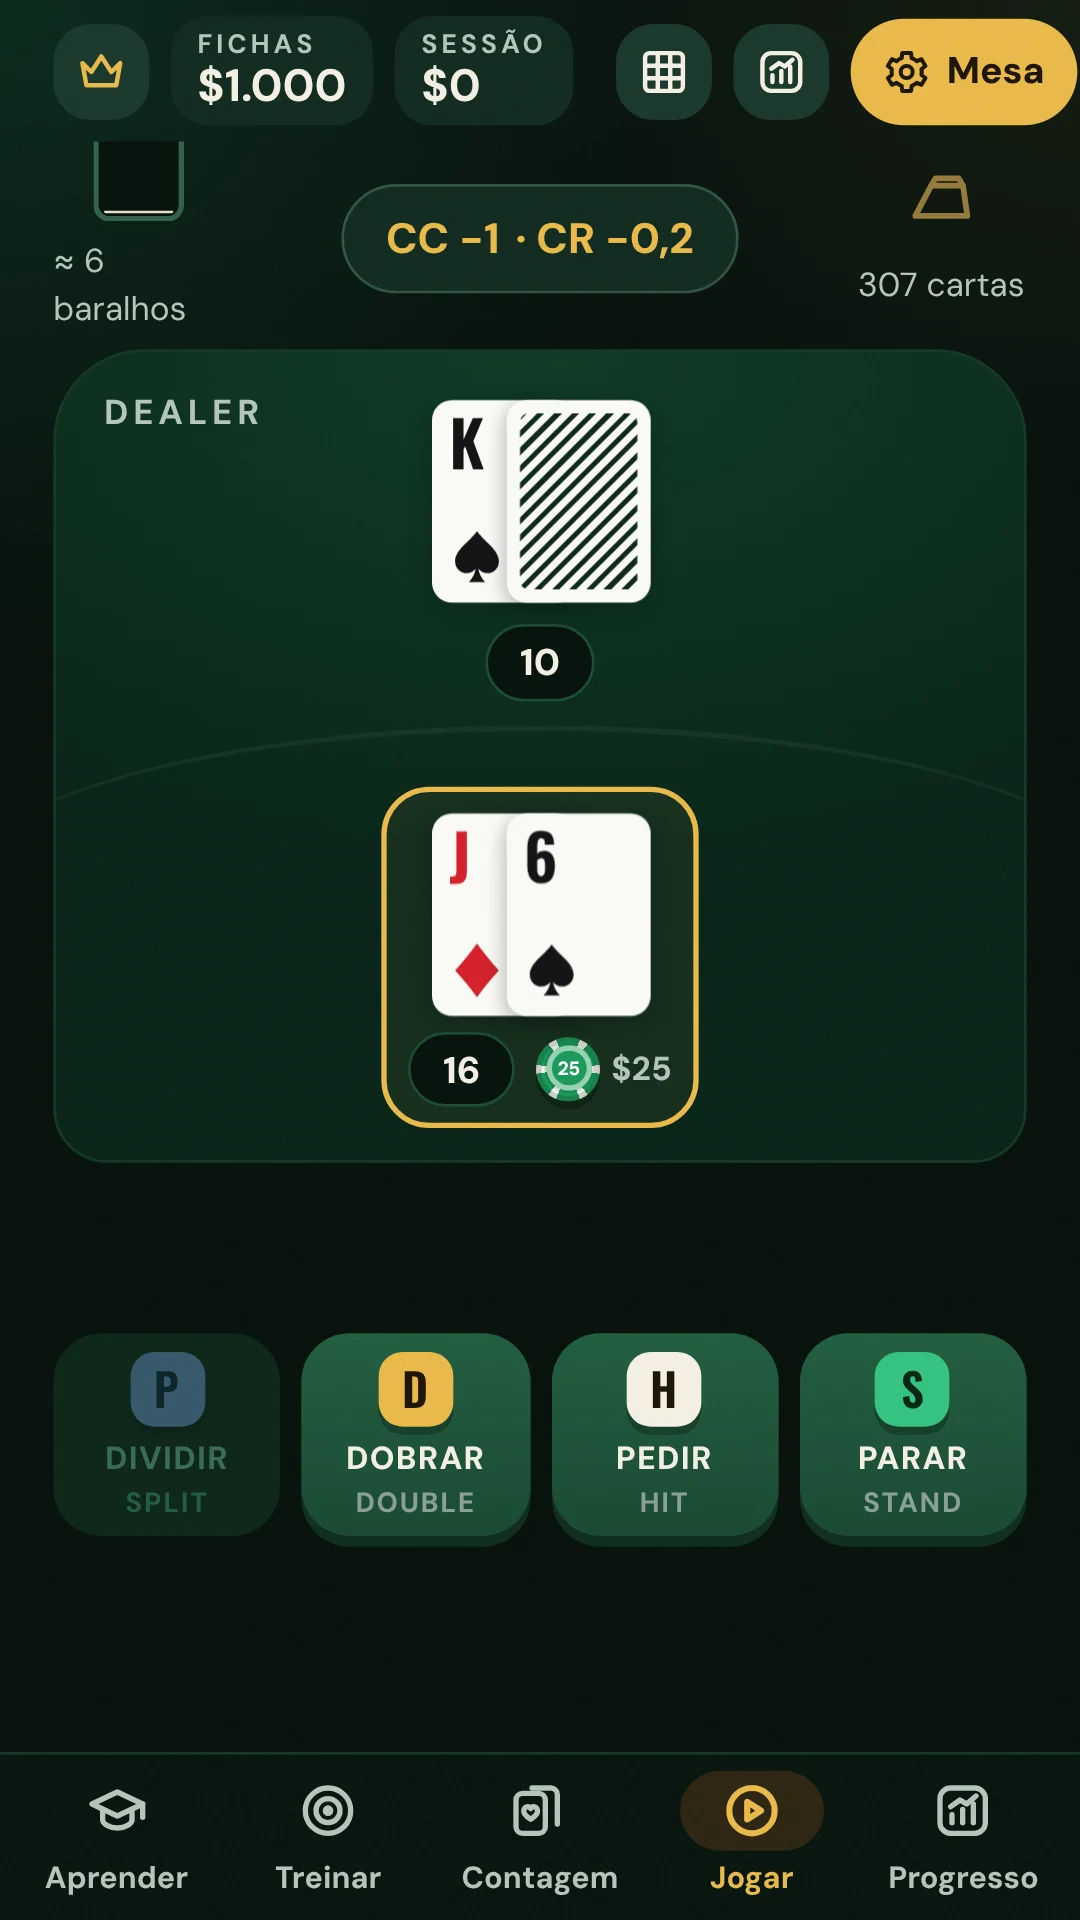 FICHAS
$1.000
SESSÃO
$0
Mesa
≈ 6
baralhos
CC −1 · CR −0,2
307 cartas
DEALER
K
10
J
6
16
25
$25
P
DIVIDIR
SPLIT
D
DOBRAR
DOUBLE
H
PEDIR
HIT
S
PARAR
STAND
Aprender
Treinar
Contagem
Jogar
Progresso